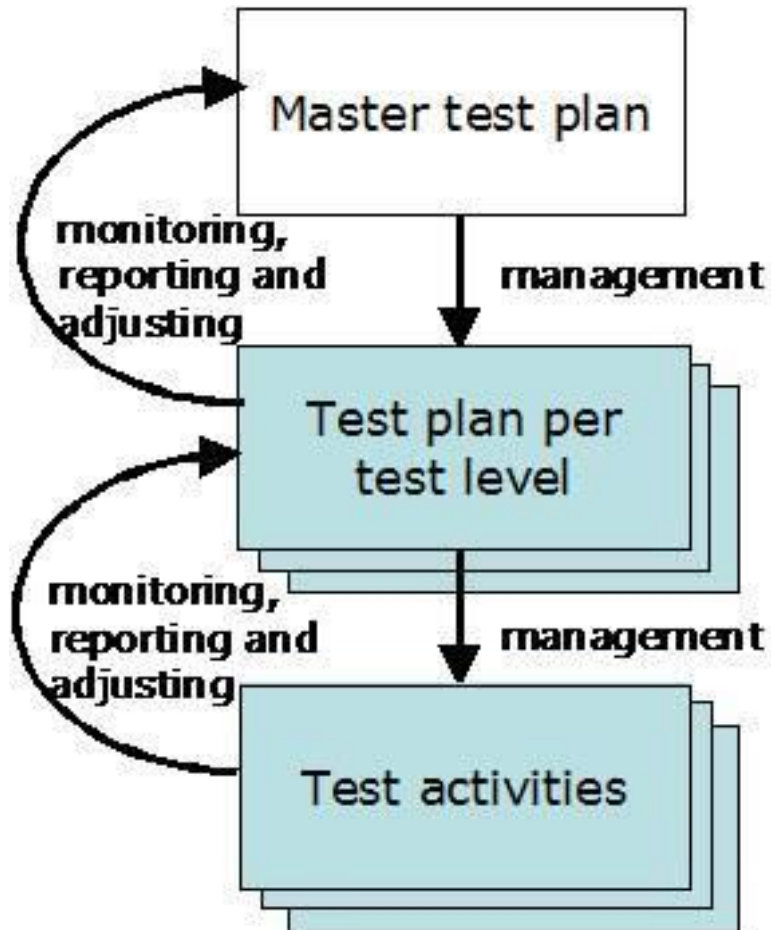 Master test plan
monitoring,
reporting and
adjusting
management
Test plan per
test level
monitoring,
reporting and
adjusting
management
Test activities